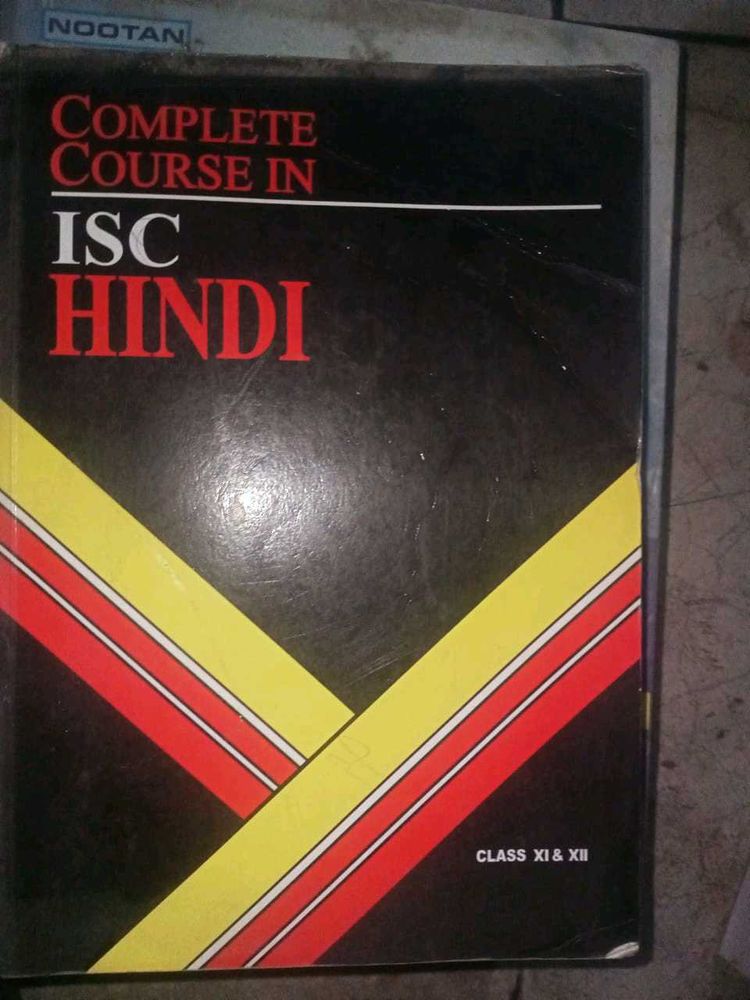 NOOTAN
COMPLETE
COURSE IN
ISC
HINDI
CLASS XI & XII